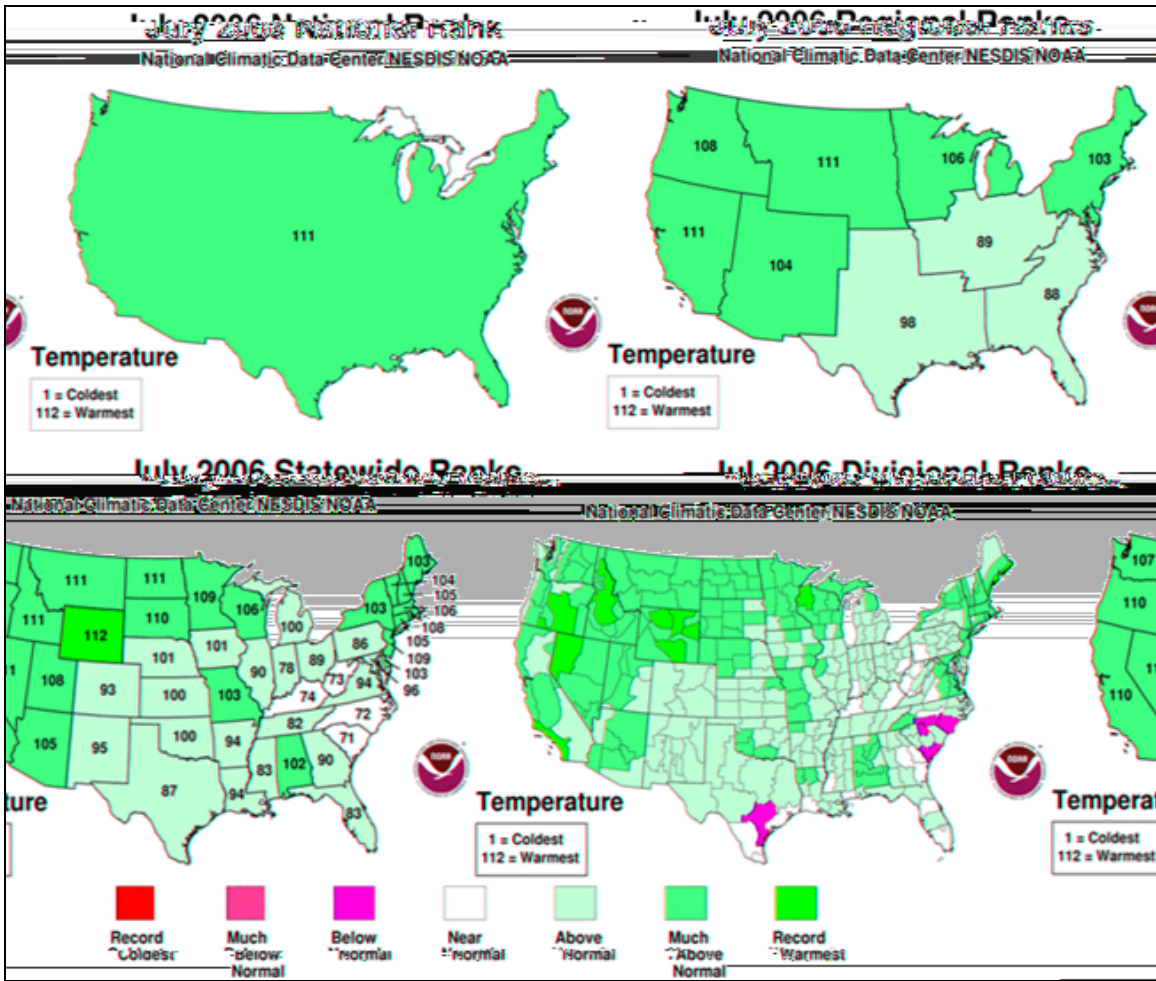 July 2006 National Rank
National Climatic Data Center NESDIS NOAA
111
Temperature
1 = Coldest
112 = Warmest
July 2006 Regional Ranks
National Climatic Data Center NESDIS NOAA
108
111
106
103
111
104
89
88
98
Temperature
1 = Coldest
112 = Warmest
July 2006 Statewide Ranks
National Climatic Data Center NESDIS NOAA
103
111
111
109
104
105
106
103
106
111
110
100
108
112
86
105
101
101
109
90
78
89
103
108
93
73
94
96
100
103
74
72
82
105
95
100
94
71
83
102
90
87
94
83
ture
Jul 2006 Divisional Ranks
National Climatic Data Center NESDIS NOAA
Temperature
1 = Coldest
112 = Warmest
107
110
110
Temperat
1 = Coldest
112 = Warmest
Record Coldest
Much Below Normal
Below Normal
Near Normal
Above Normal
Much Above Normal
Record Warmest